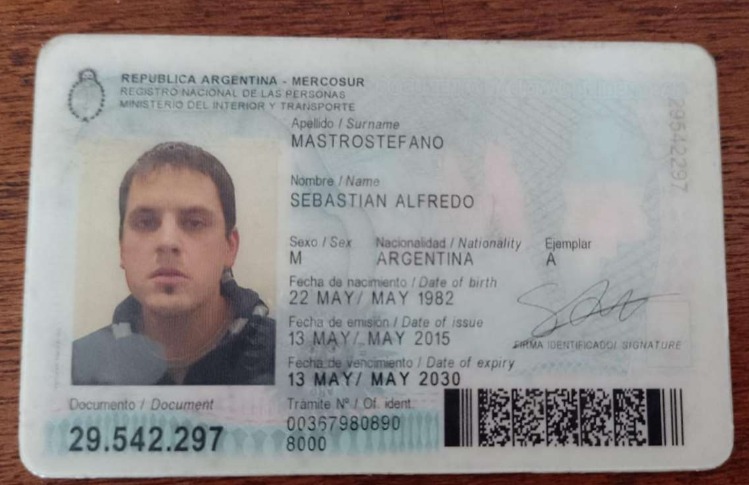 REPUBLICA ARGENTINA - MERCOSUR
REGISTRO NACIONAL DE LAS PERSONAS
MINISTERIO DEL INTERIOR Y TRANSPORTE
Apellido / Surname
MASTROSTEFANO
Nombre / Name
SEBASTIAN ALFREDO
Sexo / Sex Nacionalidad / Nationality Ejemplar
M ARGENTINA A
Fecha de nacimiento / Date of birth
22 MAY/ MAY 1982
Fecha de emisión / Date of issue
13 MAY/ MAY 2015
FIRMA IDENTIFICADO/ SIGNATURE
Fecha de vencimiento / Date of expiry
13 MAY/ MAY 2030
Documento / Document
29.542.297
Trámite Nº / Of. ident.
00367980890
8000
29542297